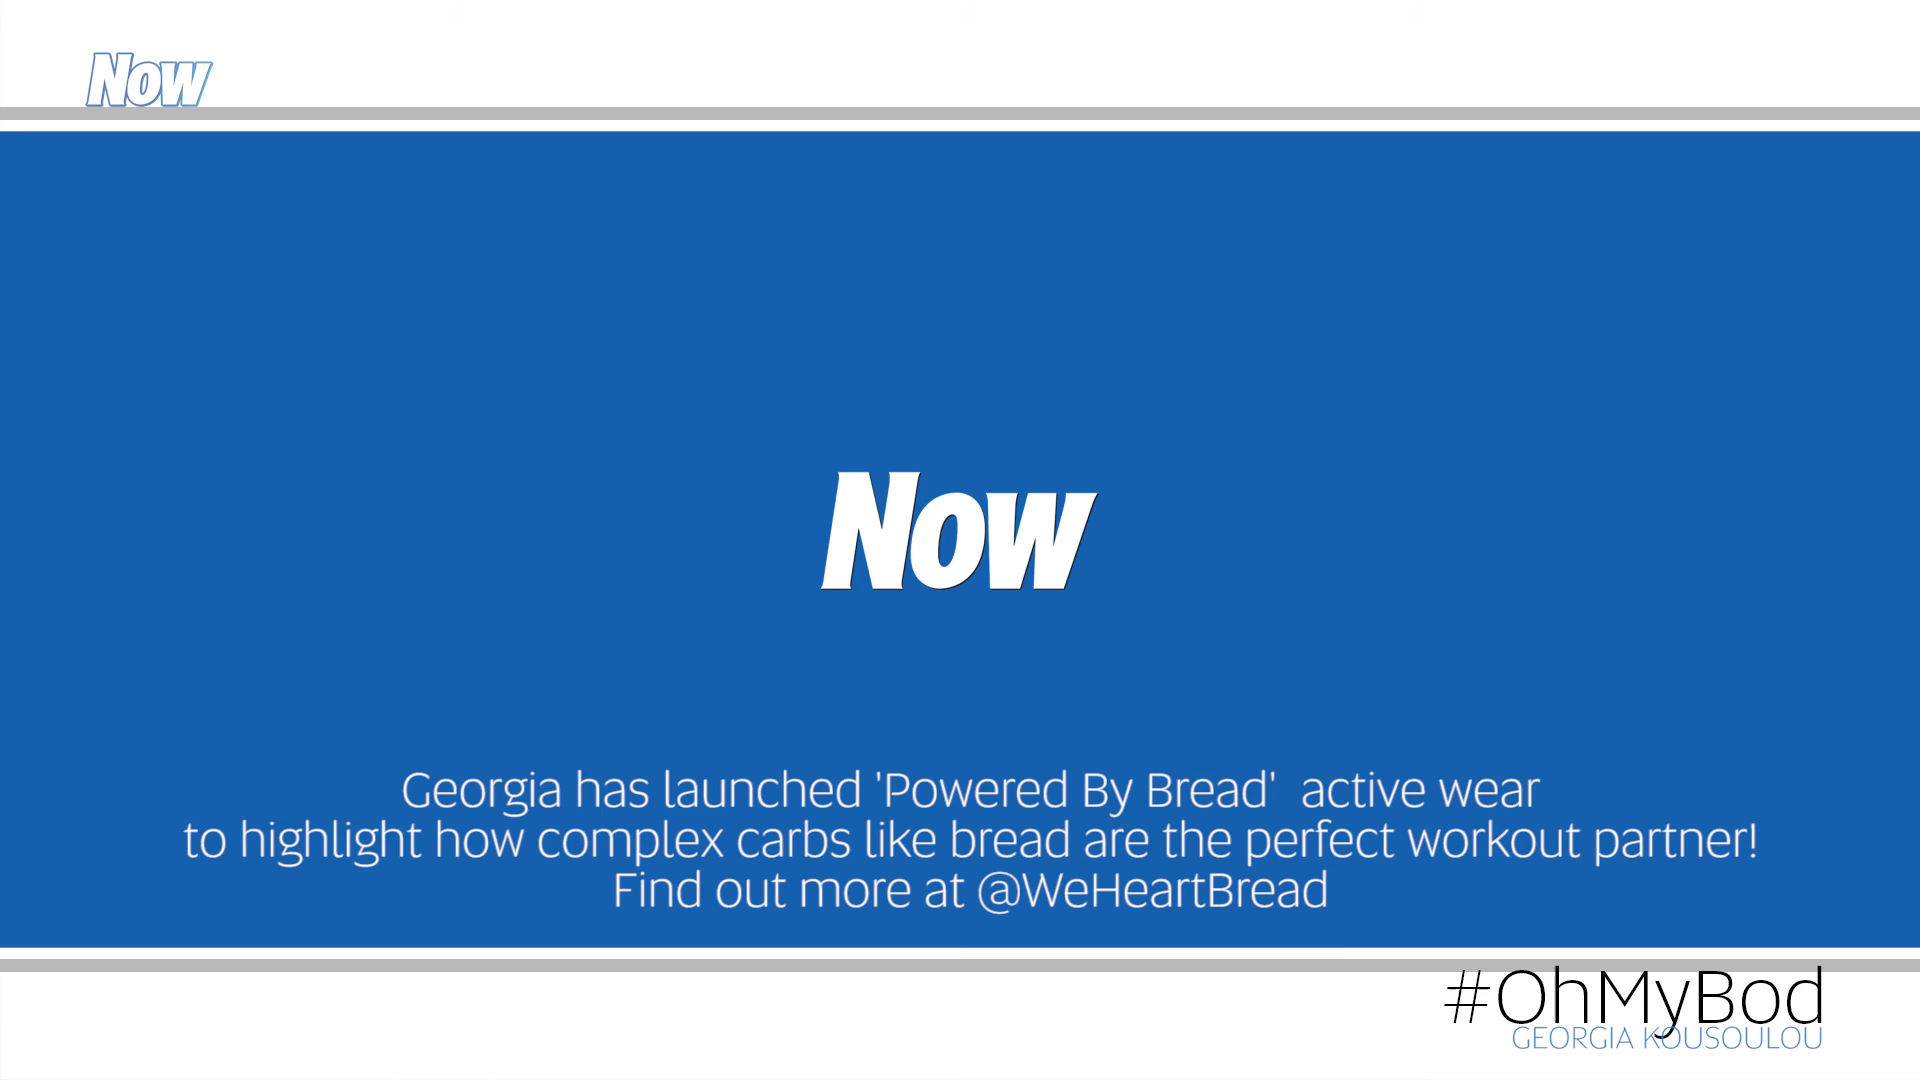 Now
Now
Georgia has launched 'Powered By Bread'  active wear
to highlight how complex carbs like bread are the perfect workout partner!
Find out more at @WeHeartBread
#OhMyBod
GEORGIA KOUSOULOU